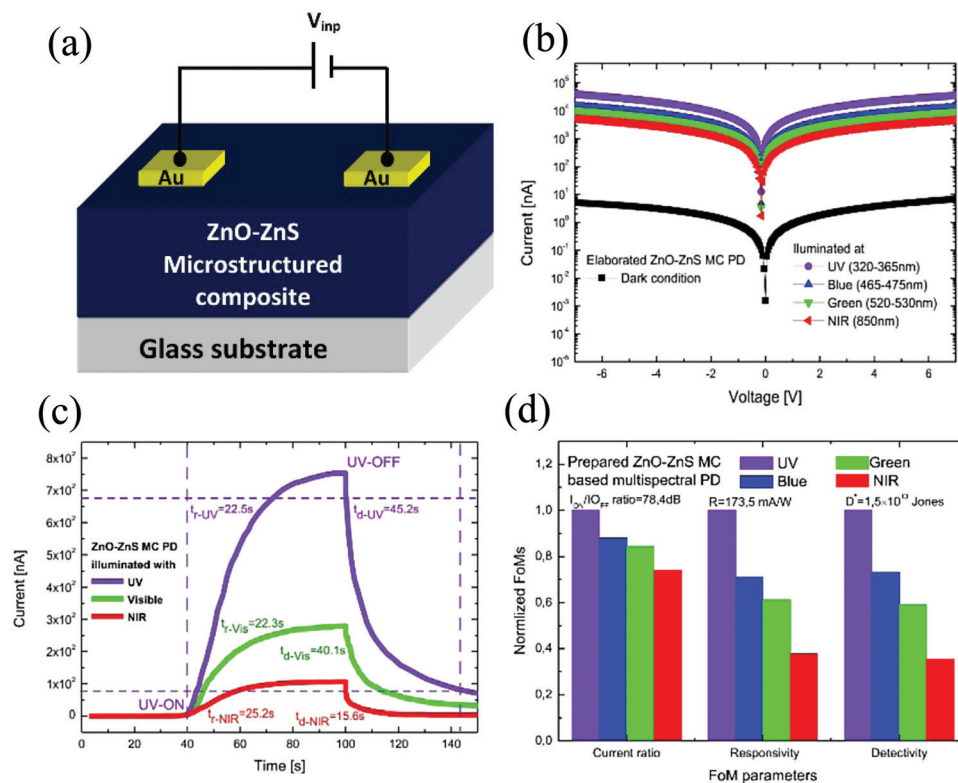 (a)
V_inp
Au
Au
ZnO-ZnS
Microstructured
composite
Glass substrate
(b)
Current [nA]
10^5
10^4
10^3
10^2
10^1
10^0
10^-1
10^-2
10^-3
10^-4
10^-5
Elaborated ZnO-ZnS MC PD
Dark condition
Iluminated at
UV (320-365nm)
Blue (465-475nm)
Green (520-530nm)
NIR (850nm)
-6 -4 -2 0 2 4 6
Voltage [V]
(c)
Current [nA]
8x10^2
7x10^2
6x10^2
5x10^2
4x10^2
3x10^2
2x10^2
1x10^2
0
UV-OFF
t_r-UV=22.5s
t_d-UV=45.2s
ZnO-ZnS MC PD
illuminated with
UV
Visible
NIR
t_r-Vis=22.3s
t_d-Vis=40.1s
UV-ON
t_r-NIR=25.2s
t_d-NIR=15.6s
0 20 40 60 80 100 120 140
Time [s]
(d)
Normlized FoMs
1,2
1,0
0,8
0,6
0,4
0,2
0,0
Prepared ZnO-ZnS MC
based multispectral PD
UV
Green
Blue
NIR
I_ON/IO_FF ratio=78,4dB
R=173,5 mA/W
D*=1,5×10^13 Jones
Current ratio
Responsivity
Detectivity
FoM parameters